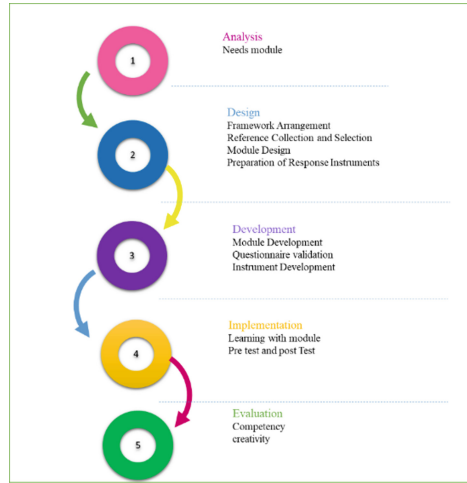 1
Analysis
Needs module
2
Design
Framework Arrangement
Reference Collection and Selection
Module Design
Preparation of Response Instruments
3
Development
Module Development
Questionnaire validation
Instrument Development
4
Implementation
Learning with module
Pre test and post Test
5
Evaluation
Competency
creativity